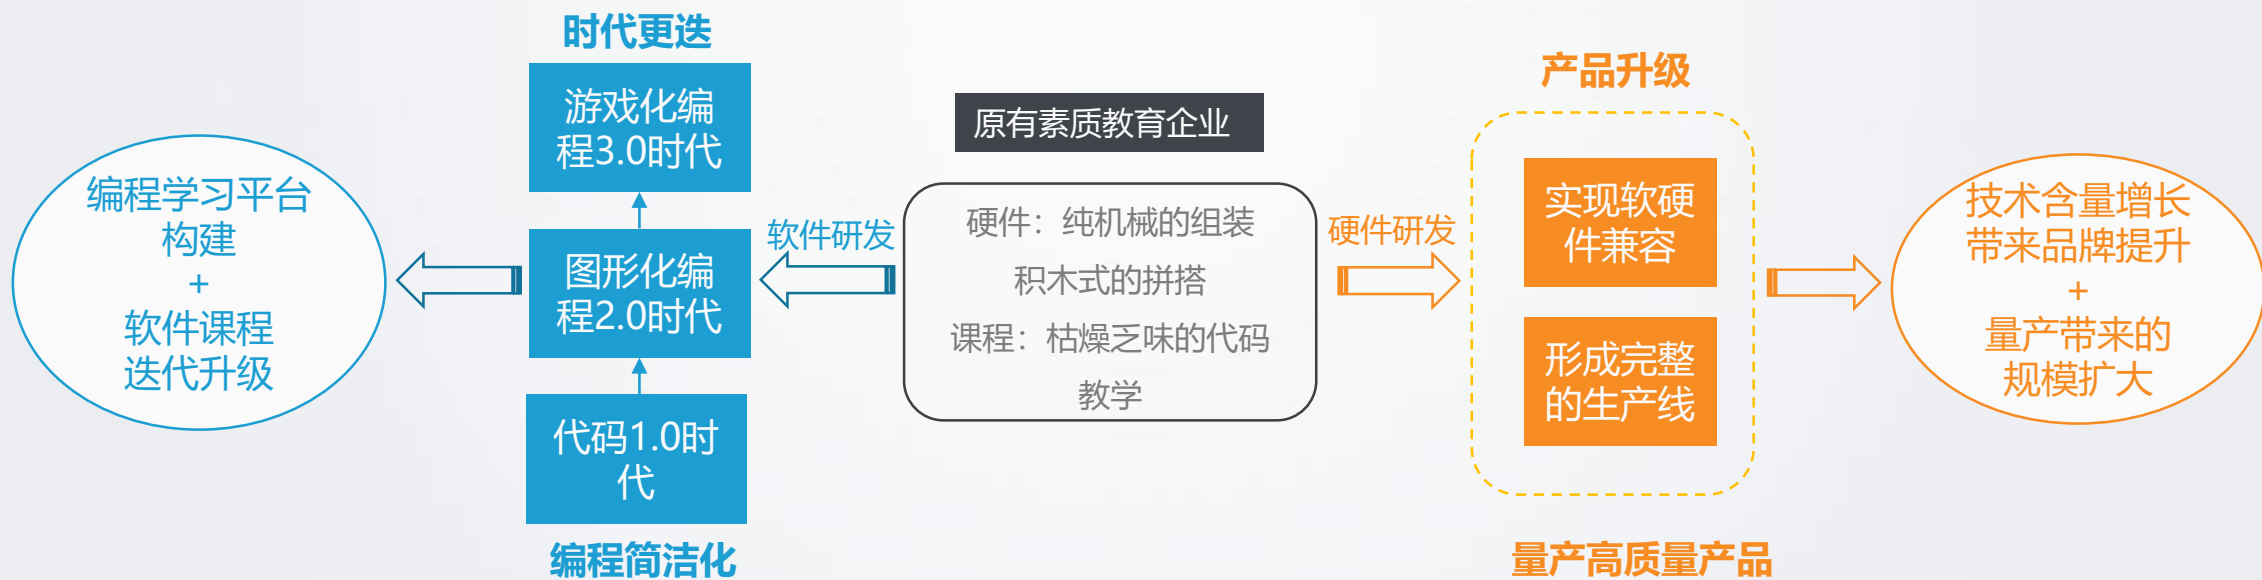 时代更迭
游戏化编
程3.0时代
图形化编
程2.0时代
代码1.0时
代
编程简洁化
编程学习平台
构建
+
软件课程
迭代升级
软件研发
原有素质教育企业
硬件：纯机械的组装
积木式的拼搭
课程：枯燥乏味的代码
教学
硬件研发
产品升级
实现软硬
件兼容
形成完整
的生产线
量产高质量产品
技术含量增长
带来品牌提升
+
量产带来的
规模扩大